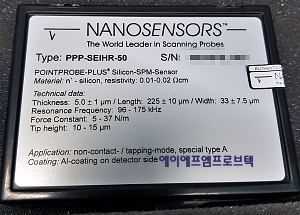 NANOSENSORS™
The World Leader in Scanning Probes
Type: PPP-SEIHR-50 S/N:
POINTPROBE-PLUS® Silicon-SPM-Sensor
Material: n⁺ - silicon, resistivity: 0.01-0.02 Ωcm
AUTHENTIC
Technical data:
Thickness: 5.0 ± 1 µm / Length: 225 ± 10 µm / Width: 33 ± 7.5 µm
Resonance Frequency: 96 - 175 kHz
Force Constant: 5 - 37 N/m
Tip height: 10 - 15 µm
Application: non-contact- / tapping-mode, special type A
Coating: Al-coating on detector side
에이에프엠프로브텍